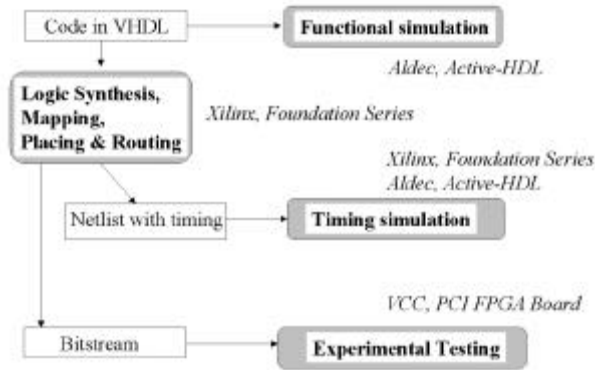 Code in VHDL
Functional simulation
Aldec, Active-HDL
Logic Synthesis,
Mapping,
Placing & Routing
Xilinx, Foundation Series
Xilinx, Foundation Series
Aldec, Active-HDL
Netlist with timing
Timing simulation
VCC, PCI FPGA Board
Bitstream
Experimental Testing